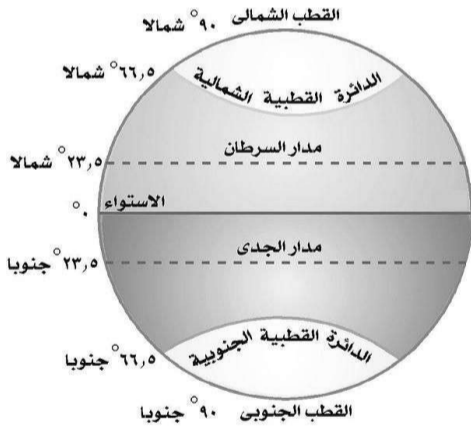 القطب الشمالى
٩٠° شمالا
٦٦,٥° شمالا
الدائرة القطبية الشمالية
مدار السرطان
٢٣,٥° شمالا
الاستواء
٠°
مدار الجدى
٢٣,٥° جنوبا
الدائرة القطبية الجنوبية
٦٦,٥° جنوبا
القطب الجنوبى
٩٠° جنوبا